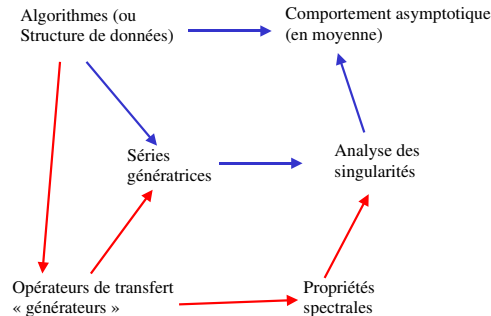 Algorithmes (ou
Structure de données)
Comportement asymptotique
(en moyenne)
Séries
génératrices
Analyse des
singularités
Opérateurs de transfert
« générateurs »
Propriétés
spectrales